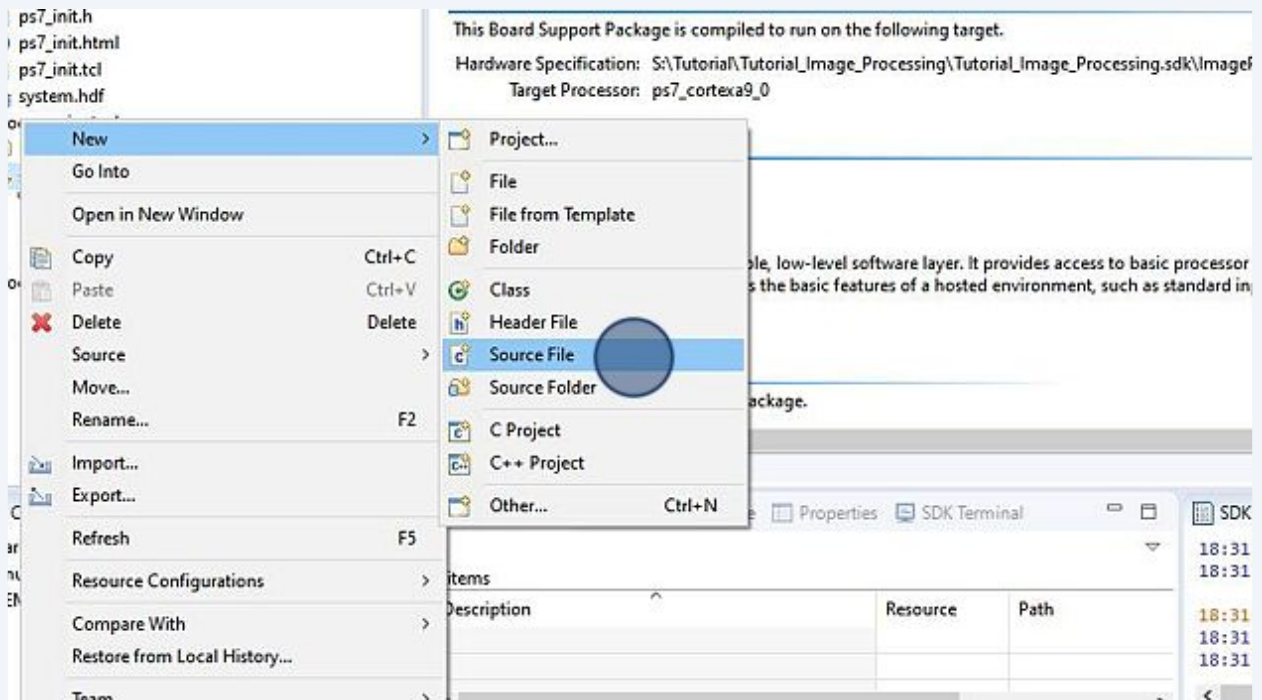 ps7_init.h
ps7_init.html
ps7_init.tcl
system.hdf
This Board Support Package is compiled to run on the following target.
Hardware Specification: S:\Tutorial\Tutorial_Image_Processing\Tutorial_Image_Processing.sdk\ImageP
Target Processor: ps7_cortexa9_0
New
Go Into
Open in New Window
Copy Ctrl+C
Paste Ctrl+V
Delete Delete
Source
Move...
Rename... F2
Import...
Export...
Refresh F5
Resource Configurations
Compare With
Restore from Local History...
Team
Project...
File
File from Template
Folder
Class
Header File
Source File
Source Folder
C Project
C++ Project
Other... Ctrl+N
ple, low-level software layer. It provides access to basic processor
s the basic features of a hosted environment, such as standard in
ackage.
Properties SDK Terminal
items
Description Resource Path
SDK
18:31
18:31
18:31
18:31
18:31